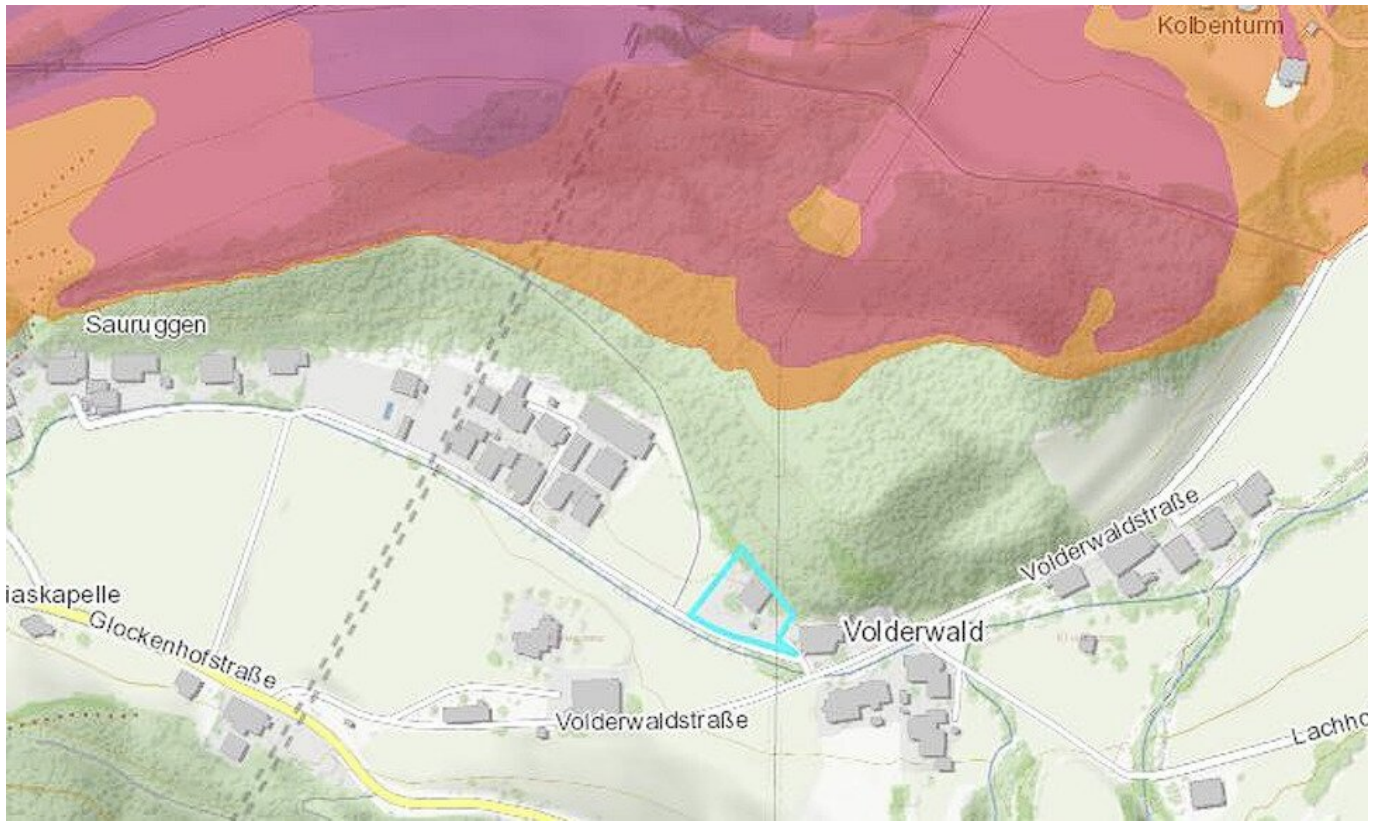 Kolbenturm
Sauruggen
Volderwaldstraße
iaskapelle
Glockenhofstraße
Volderwald
Volderwaldstraße
Lachho